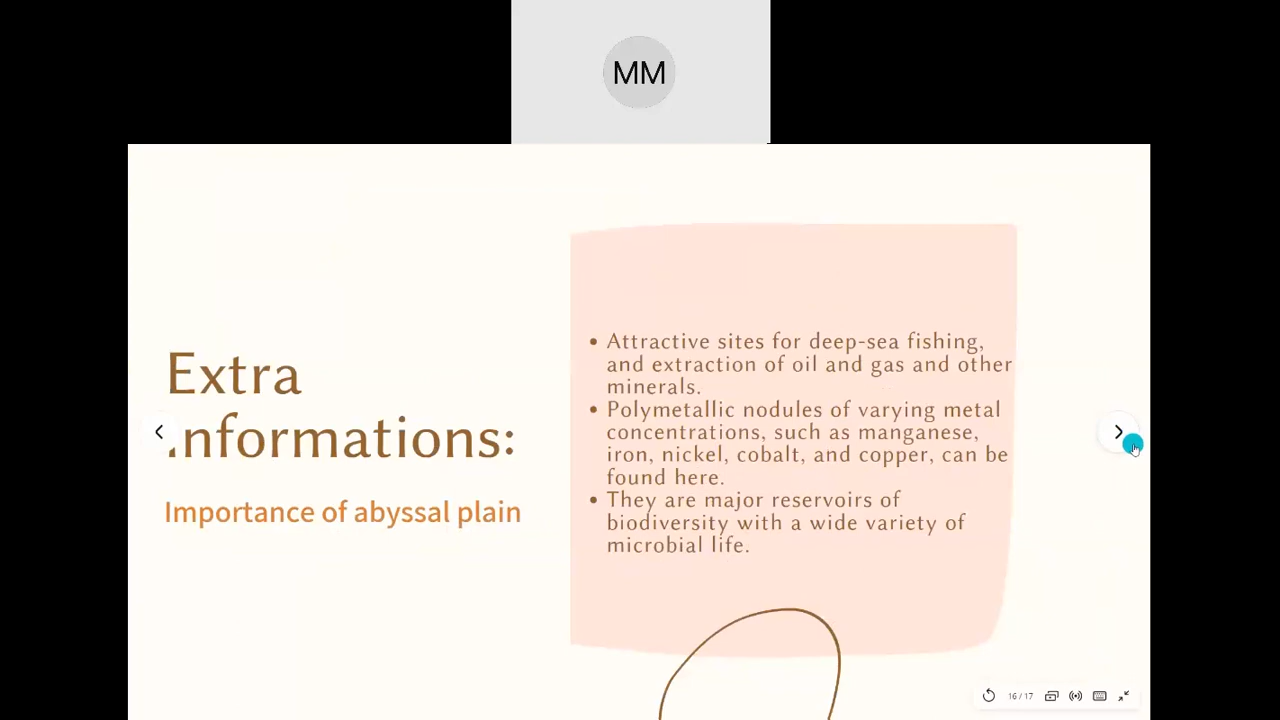 MM
Extra
Informations:
Importance of abyssal plain
• Attractive sites for deep-sea fishing,
and extraction of oil and gas and other
minerals.
• Polymetallic nodules of varying metal
concentrations, such as manganese,
iron, nickel, cobalt, and copper, can be
found here.
• They are major reservoirs of
biodiversity with a wide variety of
microbial life.
16 / 17